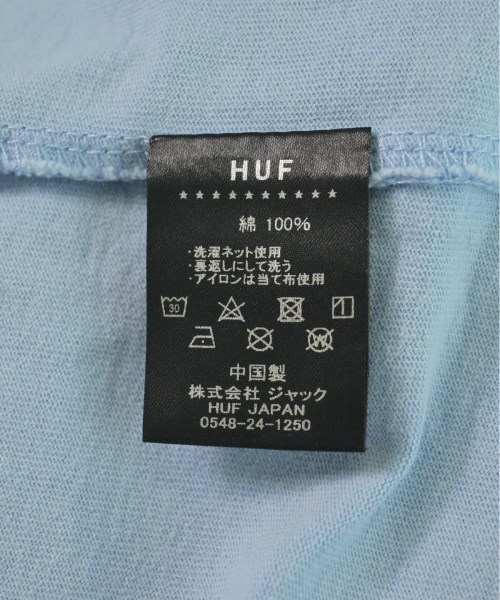 HUF
★★★★★★★★★★
綿 100%
・洗濯ネット使用
・裏返しにして洗う
・アイロンは当て布使用
30
W
中国製
株式会社 ジャック
HUF JAPAN
0548-24-1250